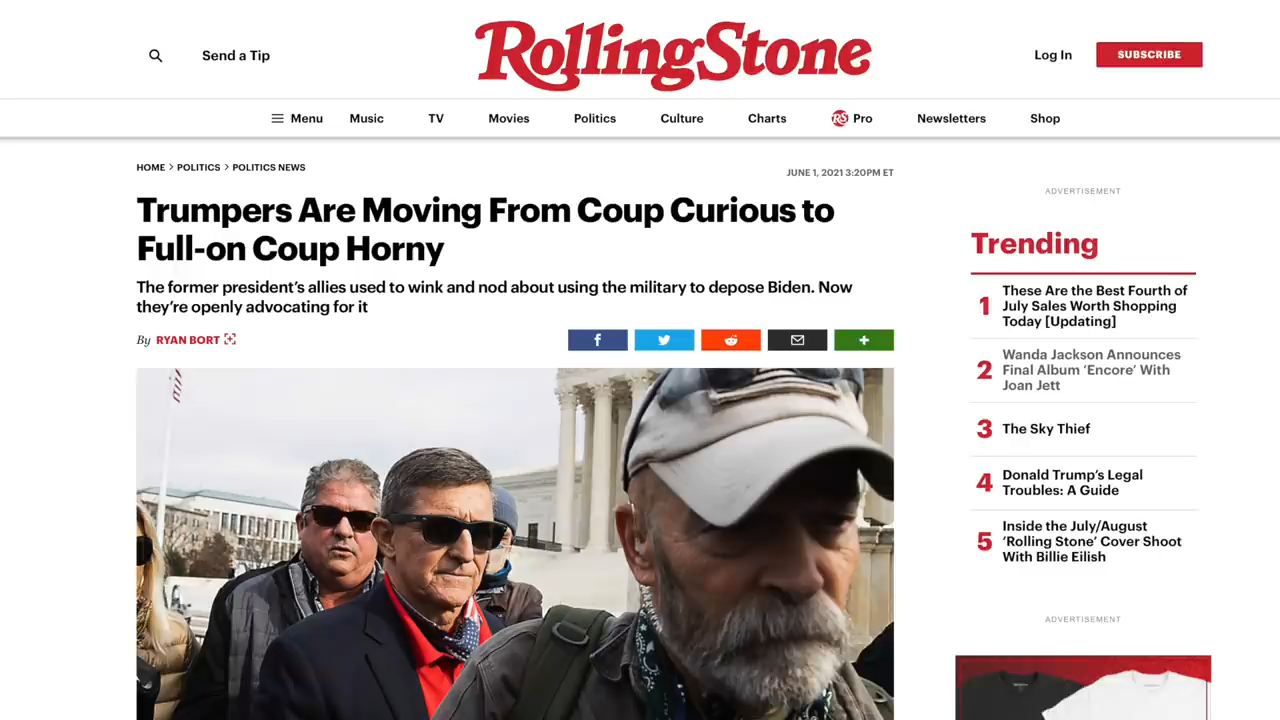 Send a Tip
RollingStone
Log In
SUBSCRIBE
Menu
Music
TV
Movies
Politics
Culture
Charts
RS Pro
Newsletters
Shop
HOME > POLITICS > POLITICS NEWS
JUNE 1, 2021 3:20PM ET
Trumpers Are Moving From Coup Curious to
Full-on Coup Horny
The former president’s allies used to wink and nod about using the military to depose Biden. Now
they’re openly advocating for it
By RYAN BORT
ADVERTISEMENT
Trending
1
These Are the Best Fourth of
July Sales Worth Shopping
Today [Updating]
2
Wanda Jackson Announces
Final Album ‘Encore’ With
Joan Jett
3
The Sky Thief
4
Donald Trump’s Legal
Troubles: A Guide
5
Inside the July/August
‘Rolling Stone’ Cover Shoot
With Billie Eilish
ADVERTISEMENT